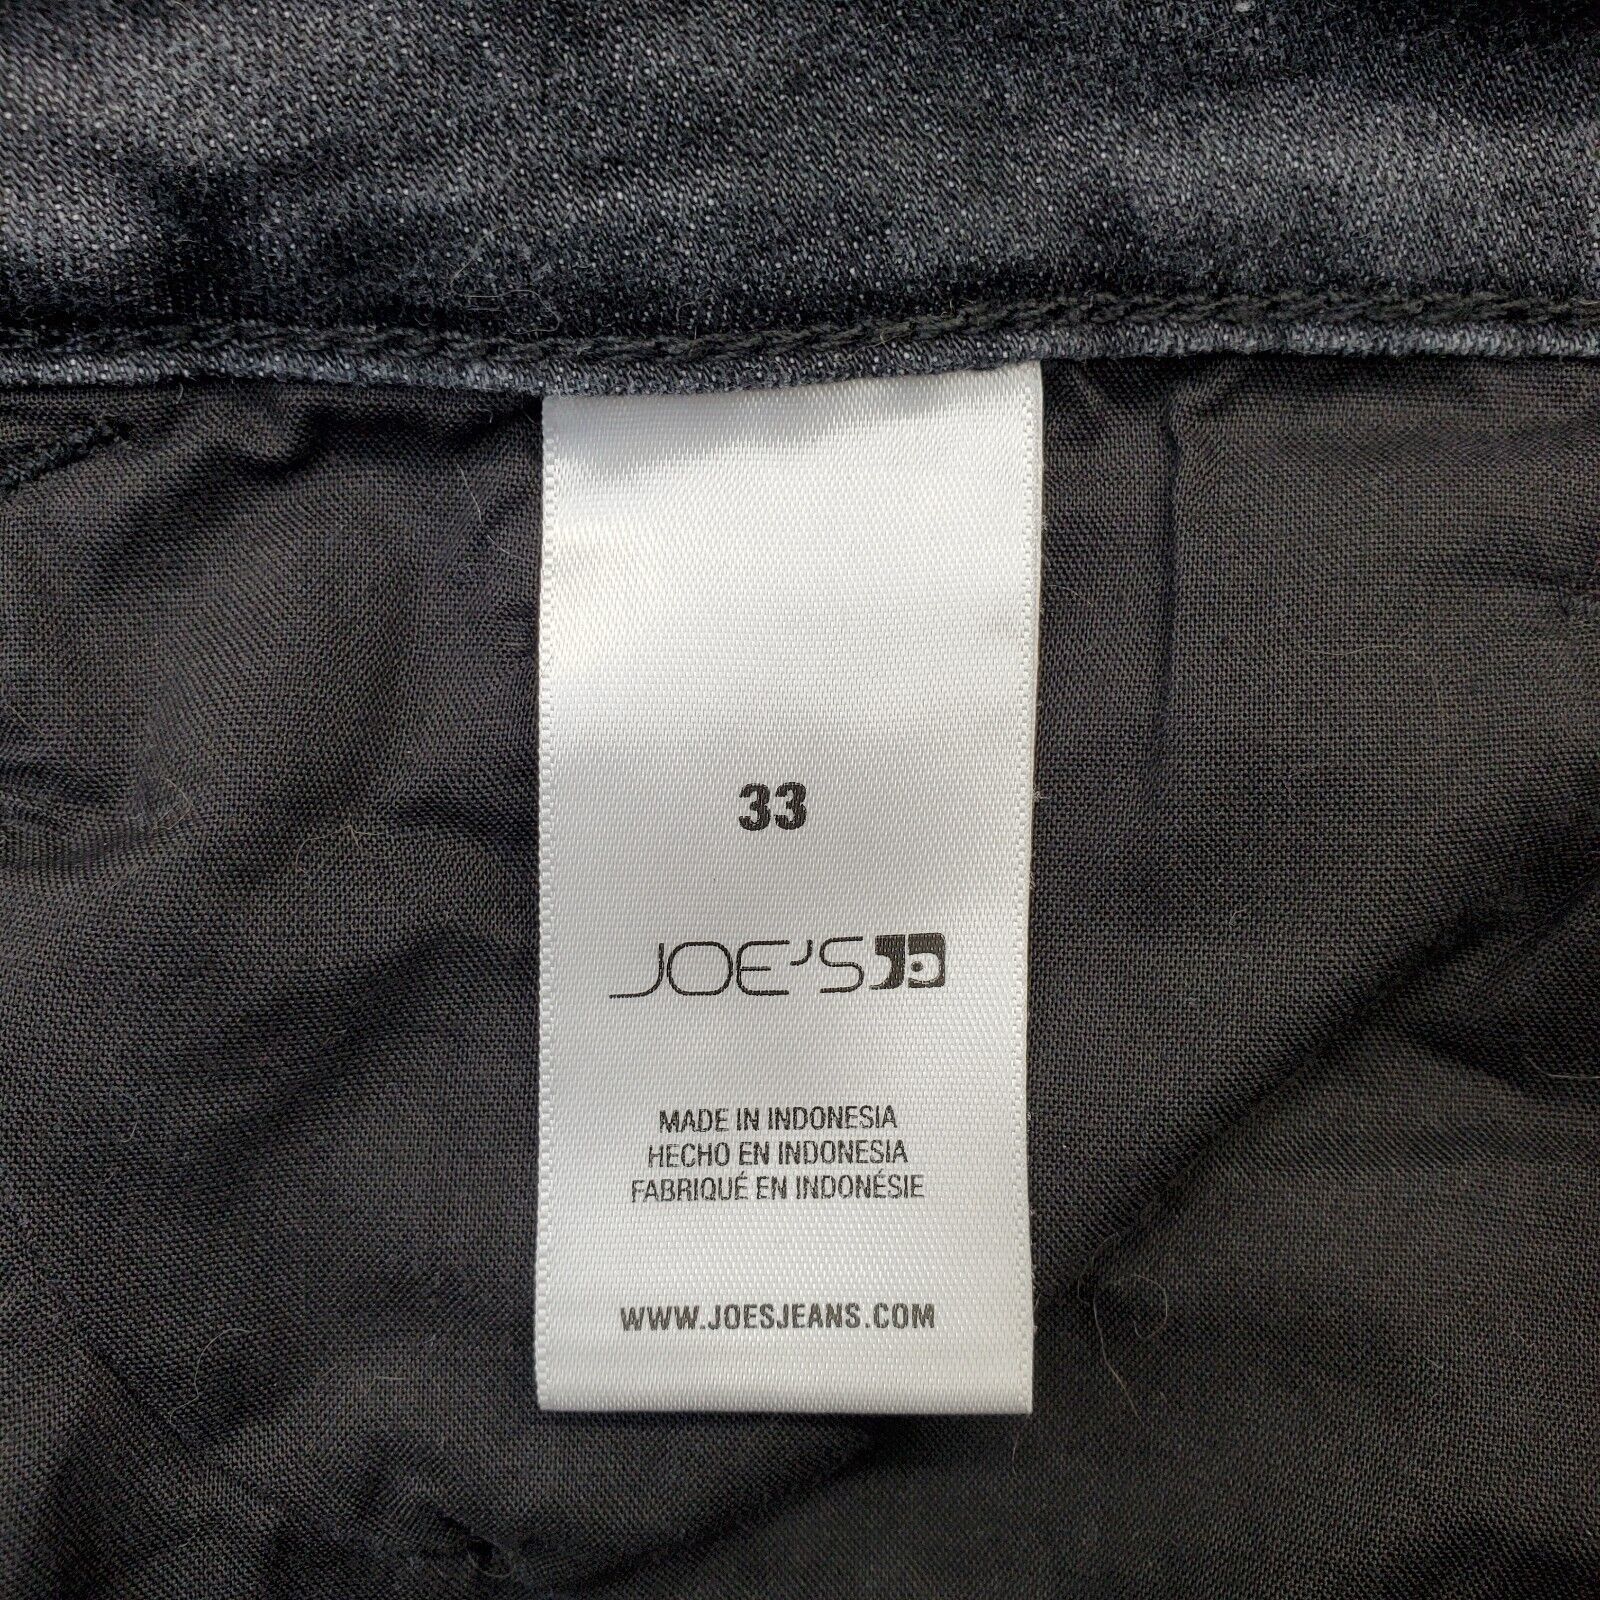 33
JOE'S
MADE IN INDONESIA
HECHO EN INDONESIA
FABRIQUÉ EN INDONÉSIE
WWW.JOESJEANS.COM